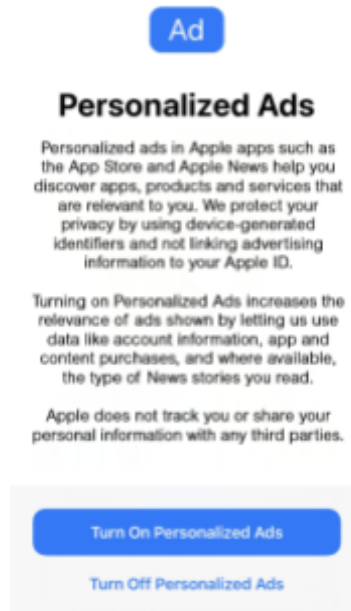 Ad
Personalized Ads
Personalized ads in Apple apps such as
the App Store and Apple News help you
discover apps, products and services that
are relevant to you. We protect your
privacy by using device-generated
identifiers and not linking advertising
information to your Apple ID.
Turning on Personalized Ads increases the
relevance of ads shown by letting us use
data like account information, app and
content purchases, and where available,
the type of News stories you read.
Apple does not track you or share your
personal information with any third parties.
Turn On Personalized Ads
Turn Off Personalized Ads